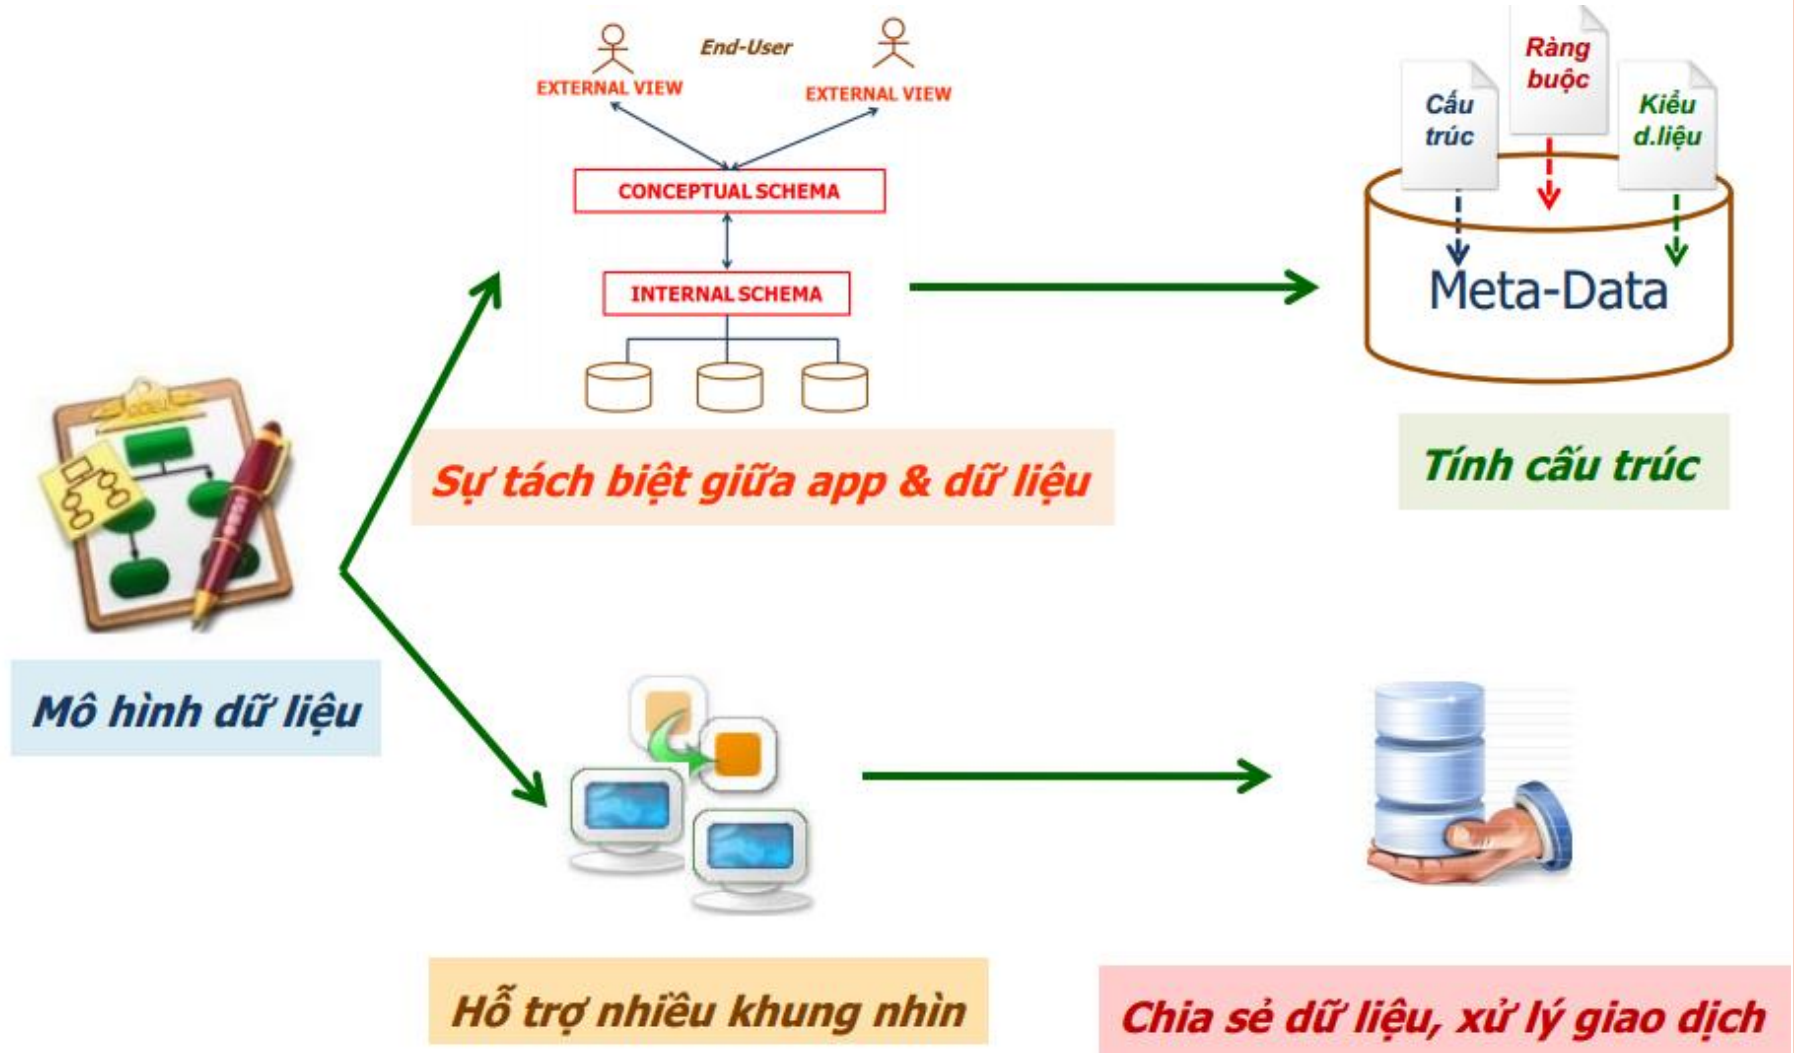 End-User
EXTERNAL VIEW
EXTERNAL VIEW
CONCEPTUAL SCHEMA
INTERNAL SCHEMA
Sự tách biệt giữa app & dữ liệu
Cấu
trúc
Ràng
buộc
Kiểu
d.liệu
Meta-Data
Tính cấu trúc
Mô hình dữ liệu
Hỗ trợ nhiều khung nhìn
Chia sẻ dữ liệu, xử lý giao dịch